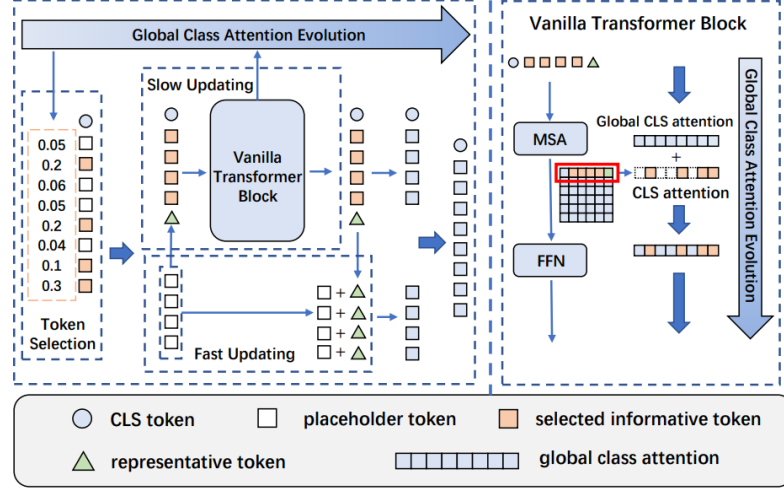 Global Class Attention Evolution
Slow Updating
0.05
0.2
0.06
0.05
0.2
0.04
0.1
0.3
Token
Selection
Vanilla
Transformer
Block
+
+
+
+
Fast Updating
Vanilla Transformer Block
MSA
FFN
Global CLS attention
+
CLS attention
Global Class Attention Evolution
CLS token
placeholder token
selected informative token
representative token
global class attention